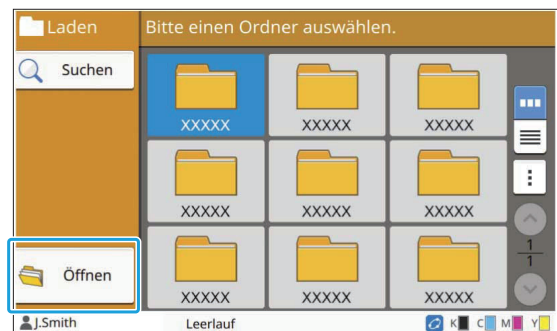 Laden
Bitte einen Ordner auswählen.
Suchen
XXXXX XXXXX XXXXX
XXXXX XXXXX XXXXX
1
1
Öffnen
XXXXX XXXXX XXXXX
J.Smith Leerlauf K C M Y